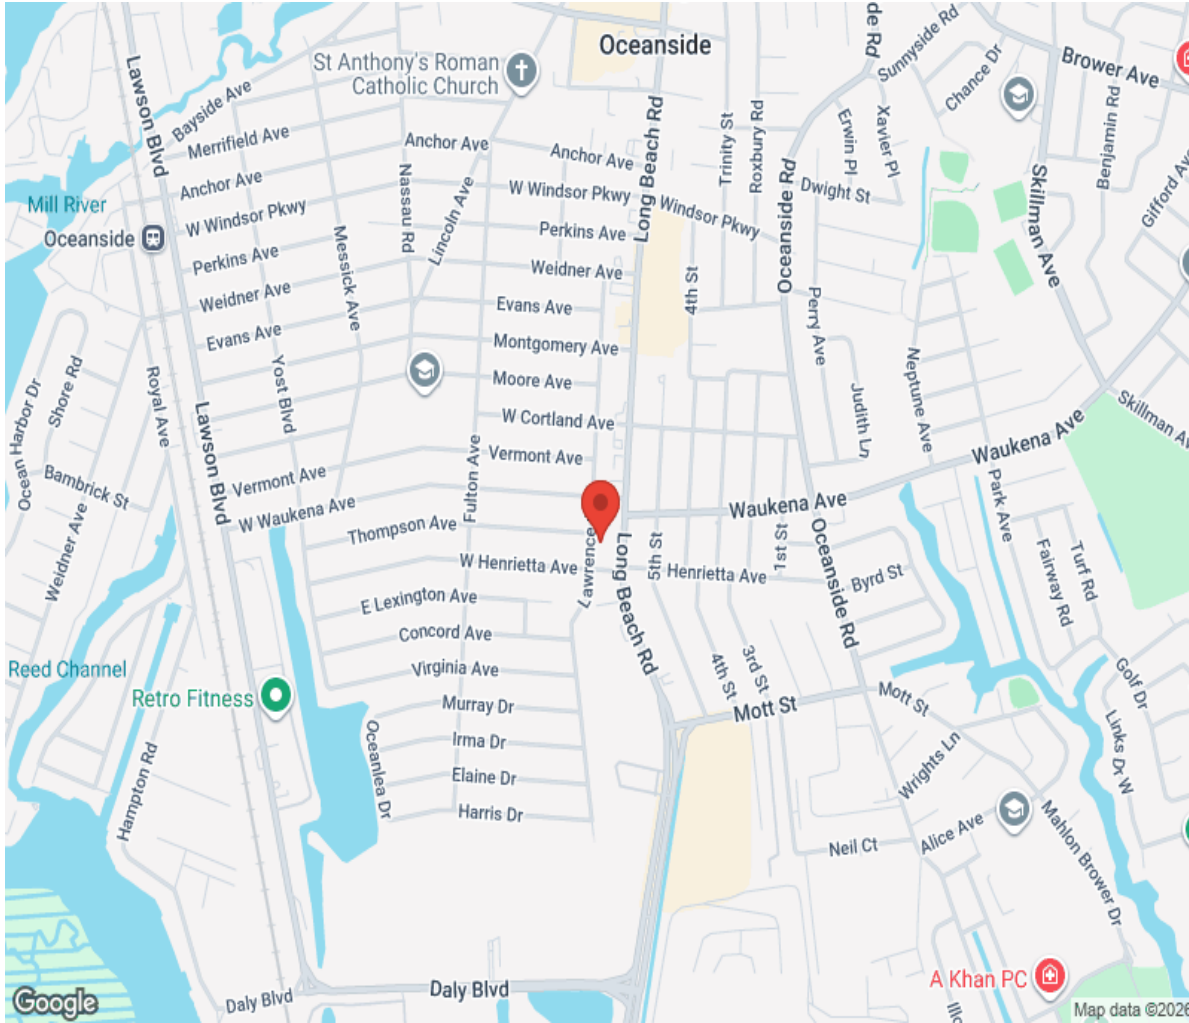 Oceanside
de Rd
Sunnyside Rd
Chance Dr
Brower Ave
St Anthony's Roman
Catholic Church
Lawson Blvd
Bayside Ave
Merrifield Ave
Anchor Ave
Anchor Ave
Anchor Ave
Long Beach Rd
Trinity St
Roxbury Rd
Erwin Pl
Xavier Pl
Benjamin Rd
Gifford Ave
Skillman Ave
Dwight St
W Windsor Pkwy
W Windsor Pkwy
Windsor Pkwy
Mill River
Oceanside
Nassau Rd
Lincoln Ave
Messick Ave
Perkins Ave
Perkins Ave
Weidner Ave
Weidner Ave
Oceanside Rd
4th St
Evans Ave
Evans Ave
Montgomery Ave
Perry Ave
Judith Ln
Neptune Ave
Moore Ave
Yost Blvd
Royal Ave
Shore Rd
Ocean Harbor Dr
W Cortland Ave
Skillman Av
Waukena Ave
Lawson Blvd
Fulton Ave
Vermont Ave
Vermont Ave
Bambrick St
Weidner Ave
W Waukena Ave
Waukena Ave
Park Ave
Thompson Ave
Lawrence
Long Beach Rd
5th St
1st St
Oceanside Rd
Fairway Rd
Turf Rd
W Henrietta Ave
Henrietta Ave
Byrd St
E Lexington Ave
Concord Ave
Virginia Ave
4th St
3rd St
Reed Channel
Retro Fitness
Murray Dr
Mott St
Mott St
Golf Dr
Links Dr W
Oceanlea Dr
Irma Dr
Elaine Dr
Harris Dr
Hampton Rd
Wrights Ln
Neil Ct
Alice Ave
Mahlon Brower Dr
Daly Blvd
Daly Blvd
A Khan PC
Illo
Google
Map data ©2026